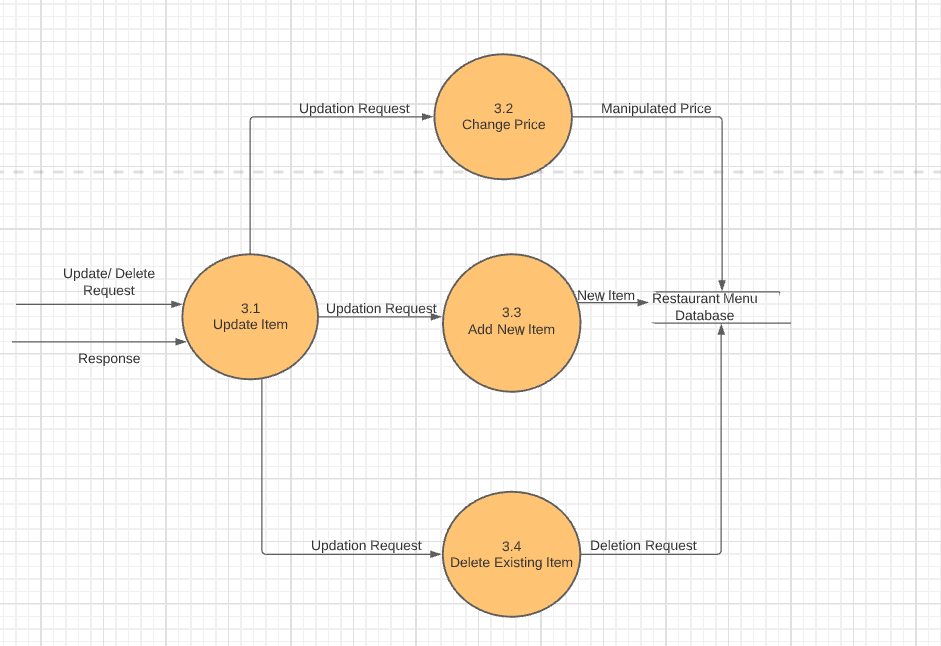 Updation Request
3.2
Change Price
Manipulated Price
Update/ Delete
Request
Response
3.1
Update Item
Updation Request
3.3
Add New Item
New Item
Restaurant Menu
Database
Updation Request
3.4
Delete Existing Item
Deletion Request